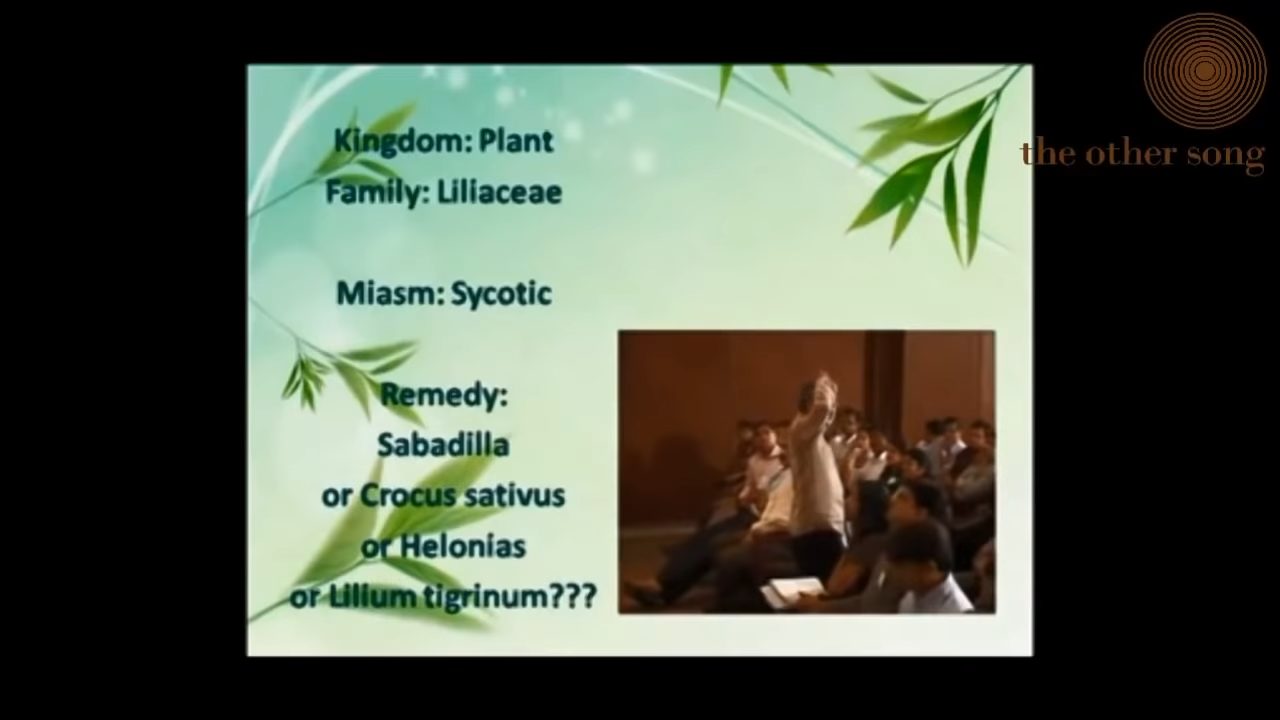 the other song
Kingdom: Plant
Family: Liliaceae
Miasm: Sycotic
Remedy:
Sabadilla
or Crocus sativus
or Helonias
or Lilium tigrinum???